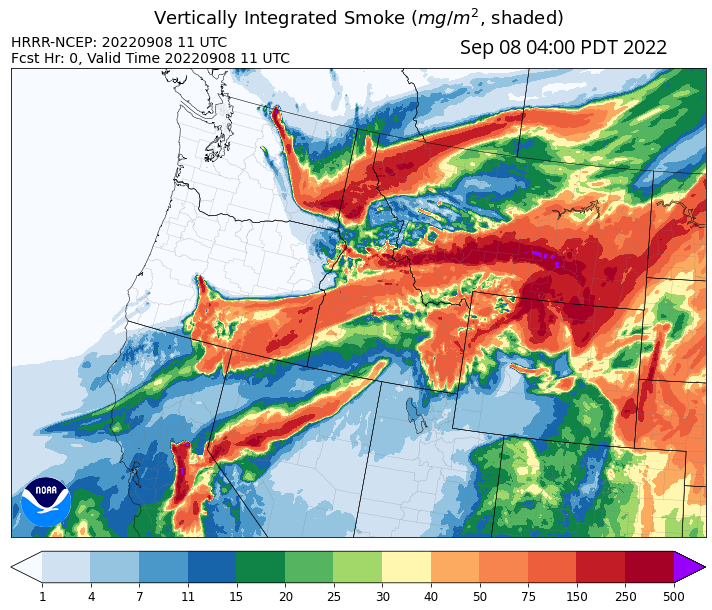 Vertically Integrated Smoke (mg/m², shaded)
HRRR-NCEP: 20220908 11 UTC
Fcst Hr: 0, Valid Time 20220908 11 UTC
Sep 08 04:00 PDT 2022
NOAA
1 4 7 11 15 20 25 30 40 50 75 150 250 500